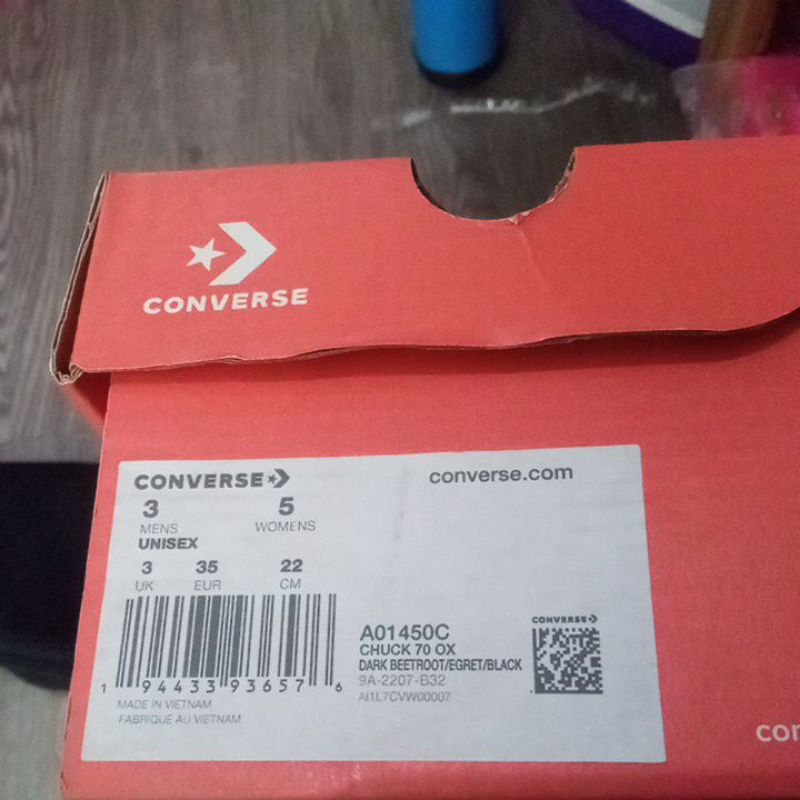 CONVERSE
CONVERSE
converse.com
3 5
MENS WOMENS
UNISEX
3 35 22
UK EUR CM
1 94433 93657 6
MADE IN VIETNAM
FABRIQUE AU VIETNAM
A01450C
CHUCK 70 OX
DARK BEETROOT/EGRET/BLACK
9A-2207-B32
AI1L7CVW00007
CONVERSE